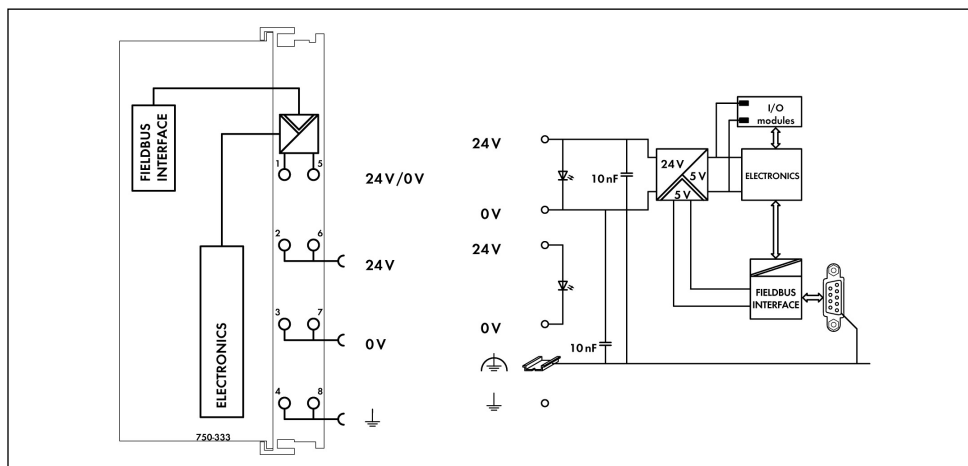 FIELDBUS
INTERFACE
1
5
24V/0V
2
6
24V
3
7
0V
ELECTRONICS
4
8
750-333
24V
0V
24V
0V
10nF
10nF
24V
5V
5V
I/O
modules
ELECTRONICS
FIELDBUS
INTERFACE